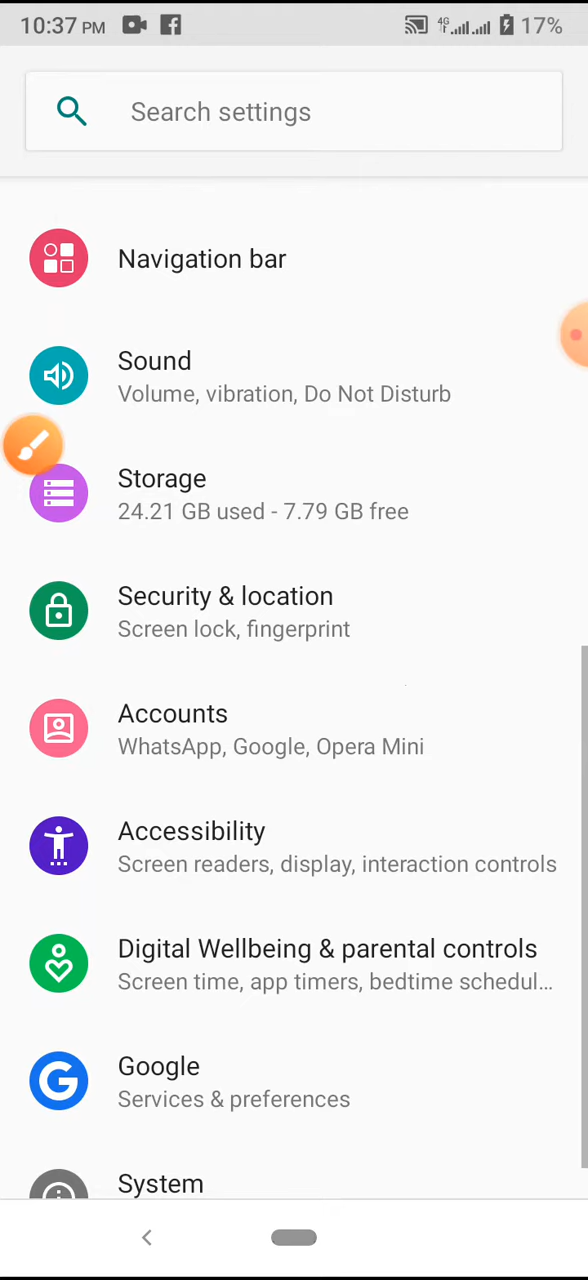 10:37 PM 4G 17%
Search settings
Navigation bar
Sound
Volume, vibration, Do Not Disturb
Storage
24.21 GB used - 7.79 GB free
Security & location
Screen lock, fingerprint
Accounts
WhatsApp, Google, Opera Mini
Accessibility
Screen readers, display, interaction controls
Digital Wellbeing & parental controls
Screen time, app timers, bedtime schedul...
Google
Services & preferences
System